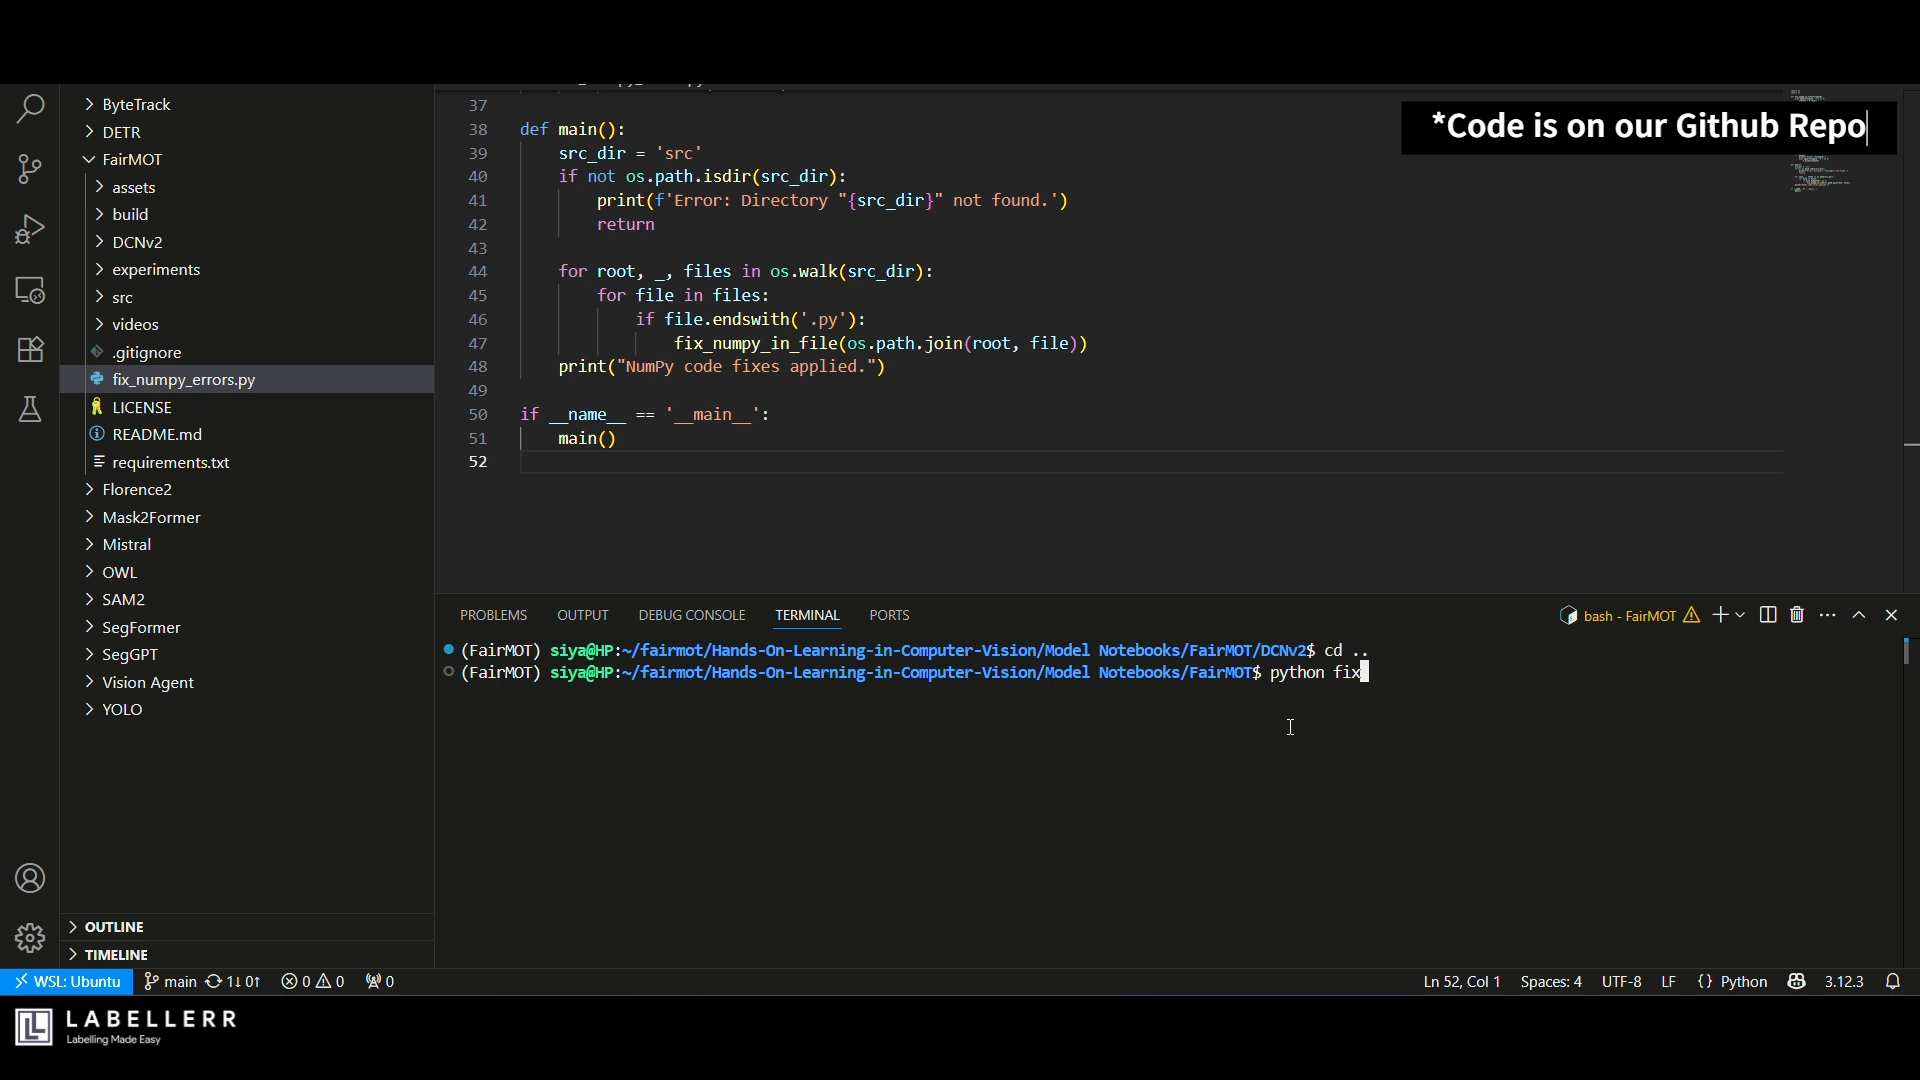 ByteTrack
DETR
FairMOT
assets
build
DCNv2
experiments
src
videos
.gitignore
fix_numpy_errors.py
LICENSE
README.md
requirements.txt
Florence2
Mask2Former
Mistral
OWL
SAM2
SegFormer
SegGPT
Vision Agent
YOLO
OUTLINE
TIMELINE
37
38 def main():
39 src_dir = 'src'
40 if not os.path.isdir(src_dir):
41 print(f'Error: Directory "{src_dir}" not found.')
42 return
43
44 for root, _, files in os.walk(src_dir):
45 for file in files:
46 if file.endswith('.py'):
47 fix_numpy_in_file(os.path.join(root, file))
48 print("NumPy code fixes applied.")
49
50 if __name__ == '__main__':
51 main()
52
*Code is on our Github Repo
PROBLEMS OUTPUT DEBUG CONSOLE TERMINAL PORTS bash - FairMOT
(FairMOT) siya@HP:~/fairmot/Hands-On-Learning-in-Computer-Vision/Model Notebooks/FairMOT/DCNv2$ cd ..
(FairMOT) siya@HP:~/fairmot/Hands-On-Learning-in-Computer-Vision/Model Notebooks/FairMOT$ python fix
WSL: Ubuntu main 1↓ 0↑ 0 0 0 Ln 52, Col 1 Spaces: 4 UTF-8 LF {} Python 3.12.3
LABELLERR
Labelling Made Easy